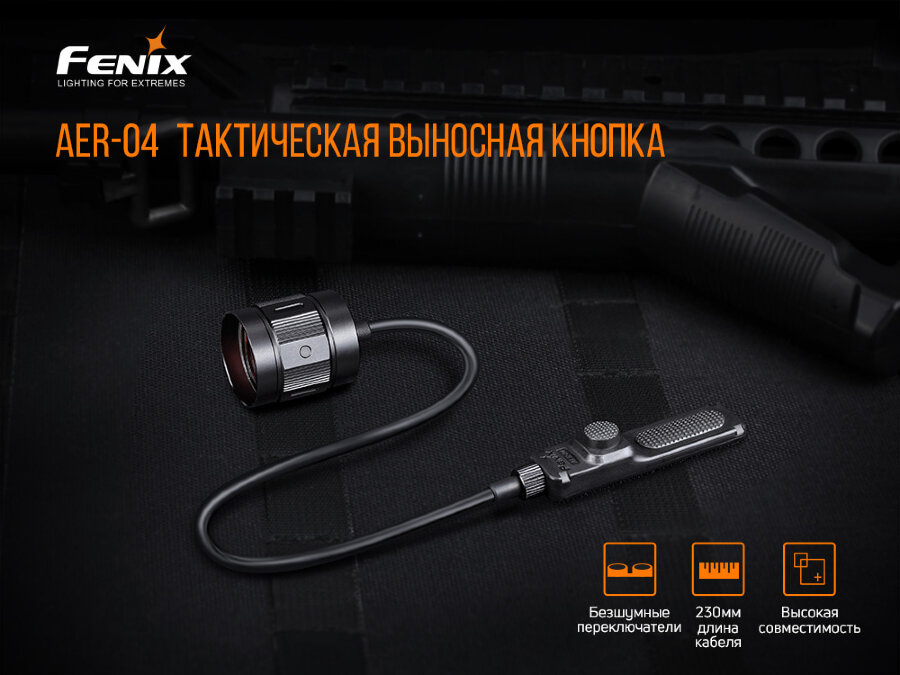 FENIX
LIGHTING FOR EXTREMES
AER-04 ТАКТИЧЕСКАЯ ВЫНОСНАЯ КНОПКА
Безшумные
переключатели
230мм
длина
кабеля
Высокая
совместимость